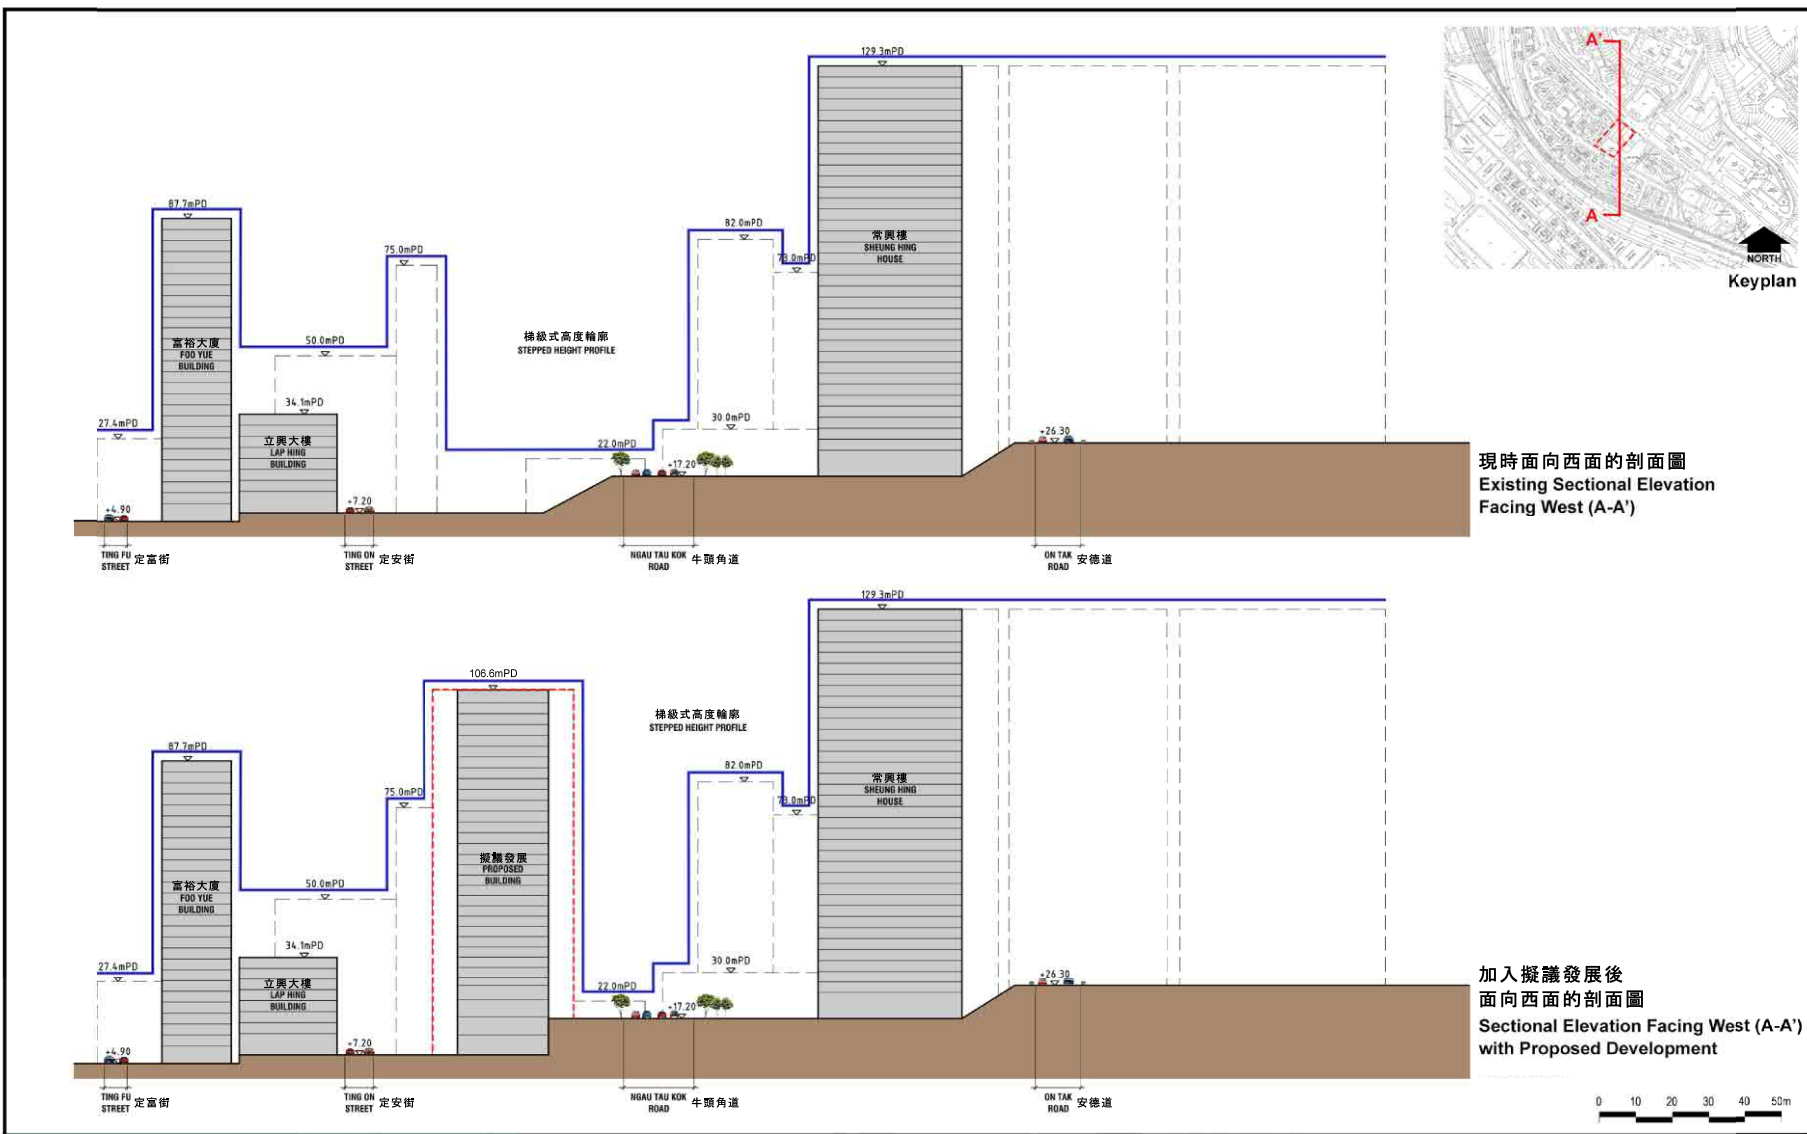 129.3mPD
87.7mPD
82.0mPD
75.0mPD
73.0mPD
常興樓
SHEUNG HING
HOUSE
富裕大廈
FOO YUE
BUILDING
50.0mPD
梯級式高度輪廓
STEPPED HEIGHT PROFILE
34.1mPD
27.4mPD
立興大樓
LAP HING
BUILDING
30.0mPD
22.0mPD
+26.30
+17.20
+7.20
+4.90
TING FU
STREET 定富街
TING ON
STREET 定安街
NGAU TAU KOK
ROAD 牛頭角道
ON TAK
ROAD 安德道
A'
A
NORTH
Keyplan
現時面向西面的剖面圖
Existing Sectional Elevation
Facing West (A-A')
129.3mPD
106.6mPD
87.7mPD
82.0mPD
75.0mPD
73.0mPD
梯級式高度輪廓
STEPPED HEIGHT PROFILE
常興樓
SHEUNG HING
HOUSE
擬議發展
PROPOSED
BUILDING
富裕大廈
FOO YUE
BUILDING
50.0mPD
34.1mPD
27.4mPD
立興大樓
LAP HING
BUILDING
30.0mPD
22.0mPD
+26.30
+17.20
+7.20
+4.90
TING FU
STREET 定富街
TING ON
STREET 定安街
NGAU TAU KOK
ROAD 牛頭角道
ON TAK
ROAD 安德道
加入擬議發展後
面向西面的剖面圖
Sectional Elevation Facing West (A-A')
with Proposed Development
0 10 20 30 40 50m